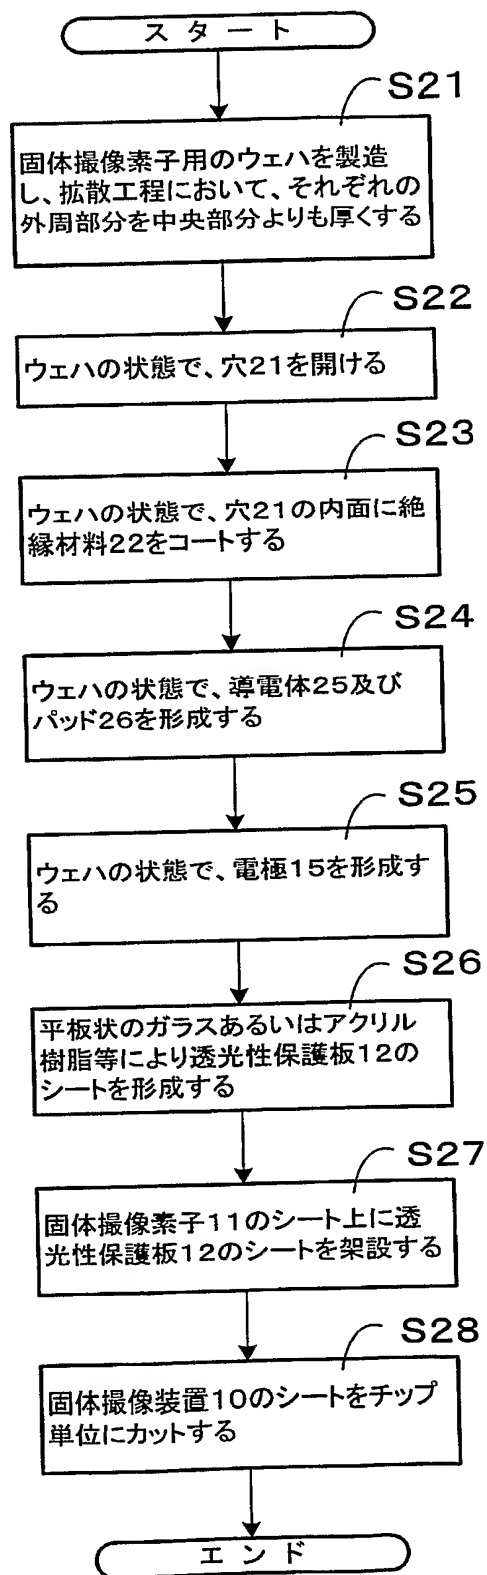 スタート
S21
固体撮像素子用のウェハを製造
し、拡散工程において、それぞれの
外周部分を中央部分よりも厚くする
S22
ウェハの状態で、穴21を開ける
S23
ウェハの状態で、穴21の内面に絶
縁材料22をコートする
S24
ウェハの状態で、導電体25及び
パッド26を形成する
S25
ウェハの状態で、電極15を形成す
る
S26
平板状のガラスあるいはアクリル
樹脂等により透光性保護板12の
シートを形成する
S27
固体撮像素子11のシート上に透
光性保護板12のシートを架設する
S28
固体撮像装置10のシートをチップ
単位にカットする
エンド